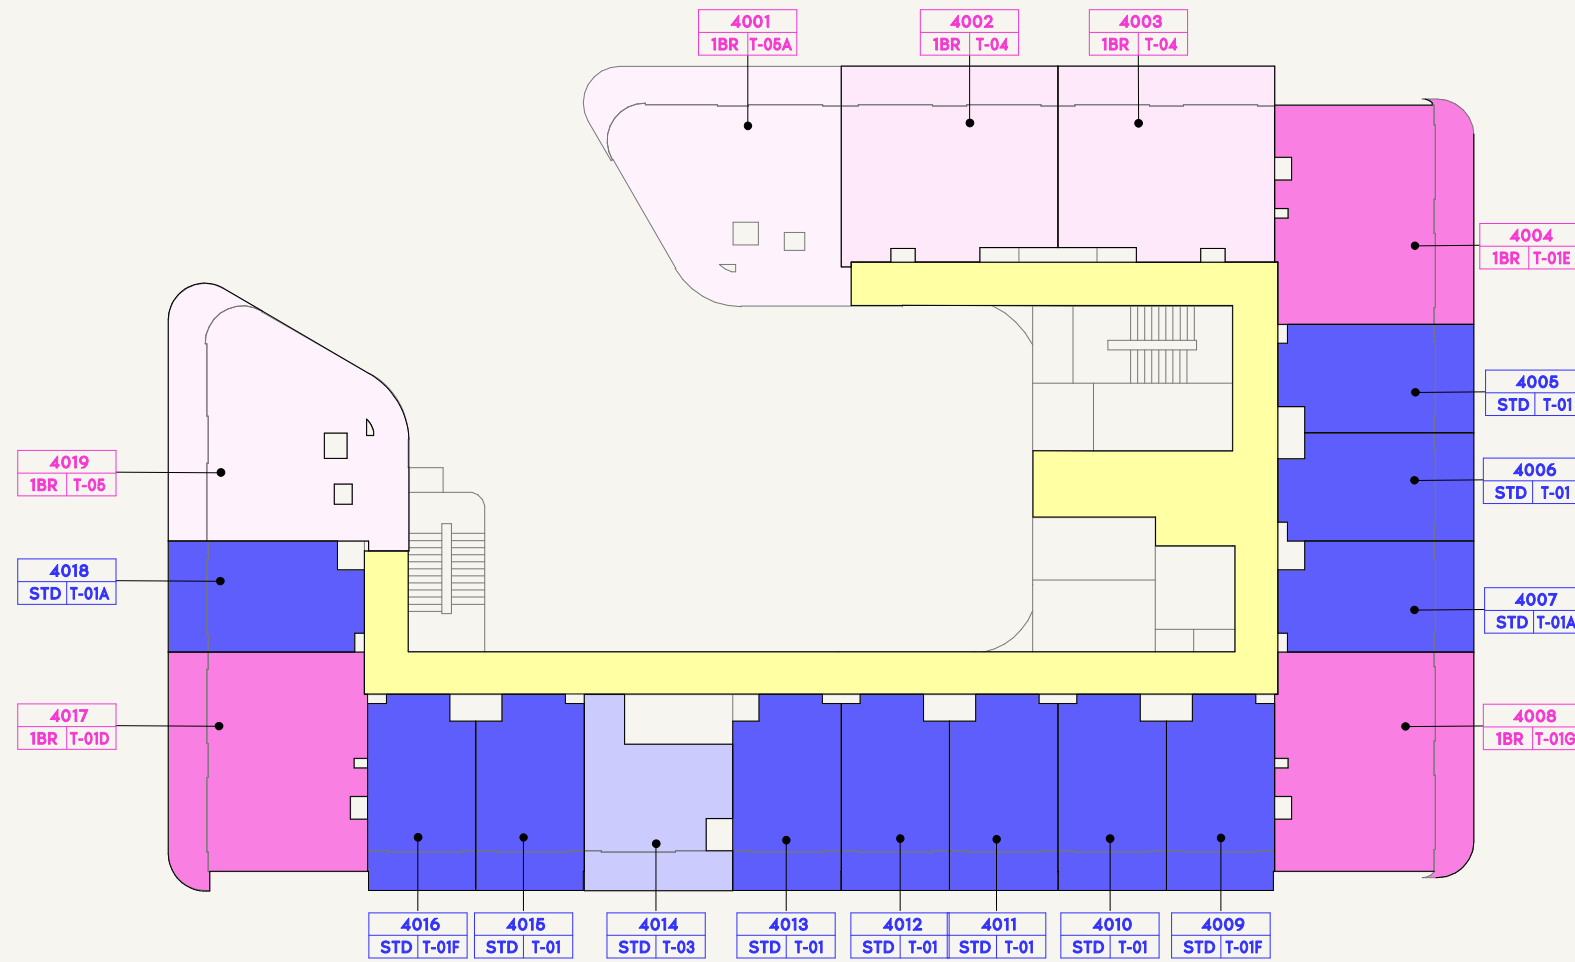 4001
1BR T-05A
4002
1BR T-04
4003
1BR T-04
4004
1BR T-01E
4005
STD T-01
4006
STD T-01
4007
STD T-01A
4008
1BR T-01G
4019
1BR T-05
4018
STD T-01A
4017
1BR T-01D
4016
STD T-01F
4015
STD T-01
4014
STD T-03
4013
STD T-01
4012
STD T-01
4011
STD T-01
4010
STD T-01
4009
STD T-01F